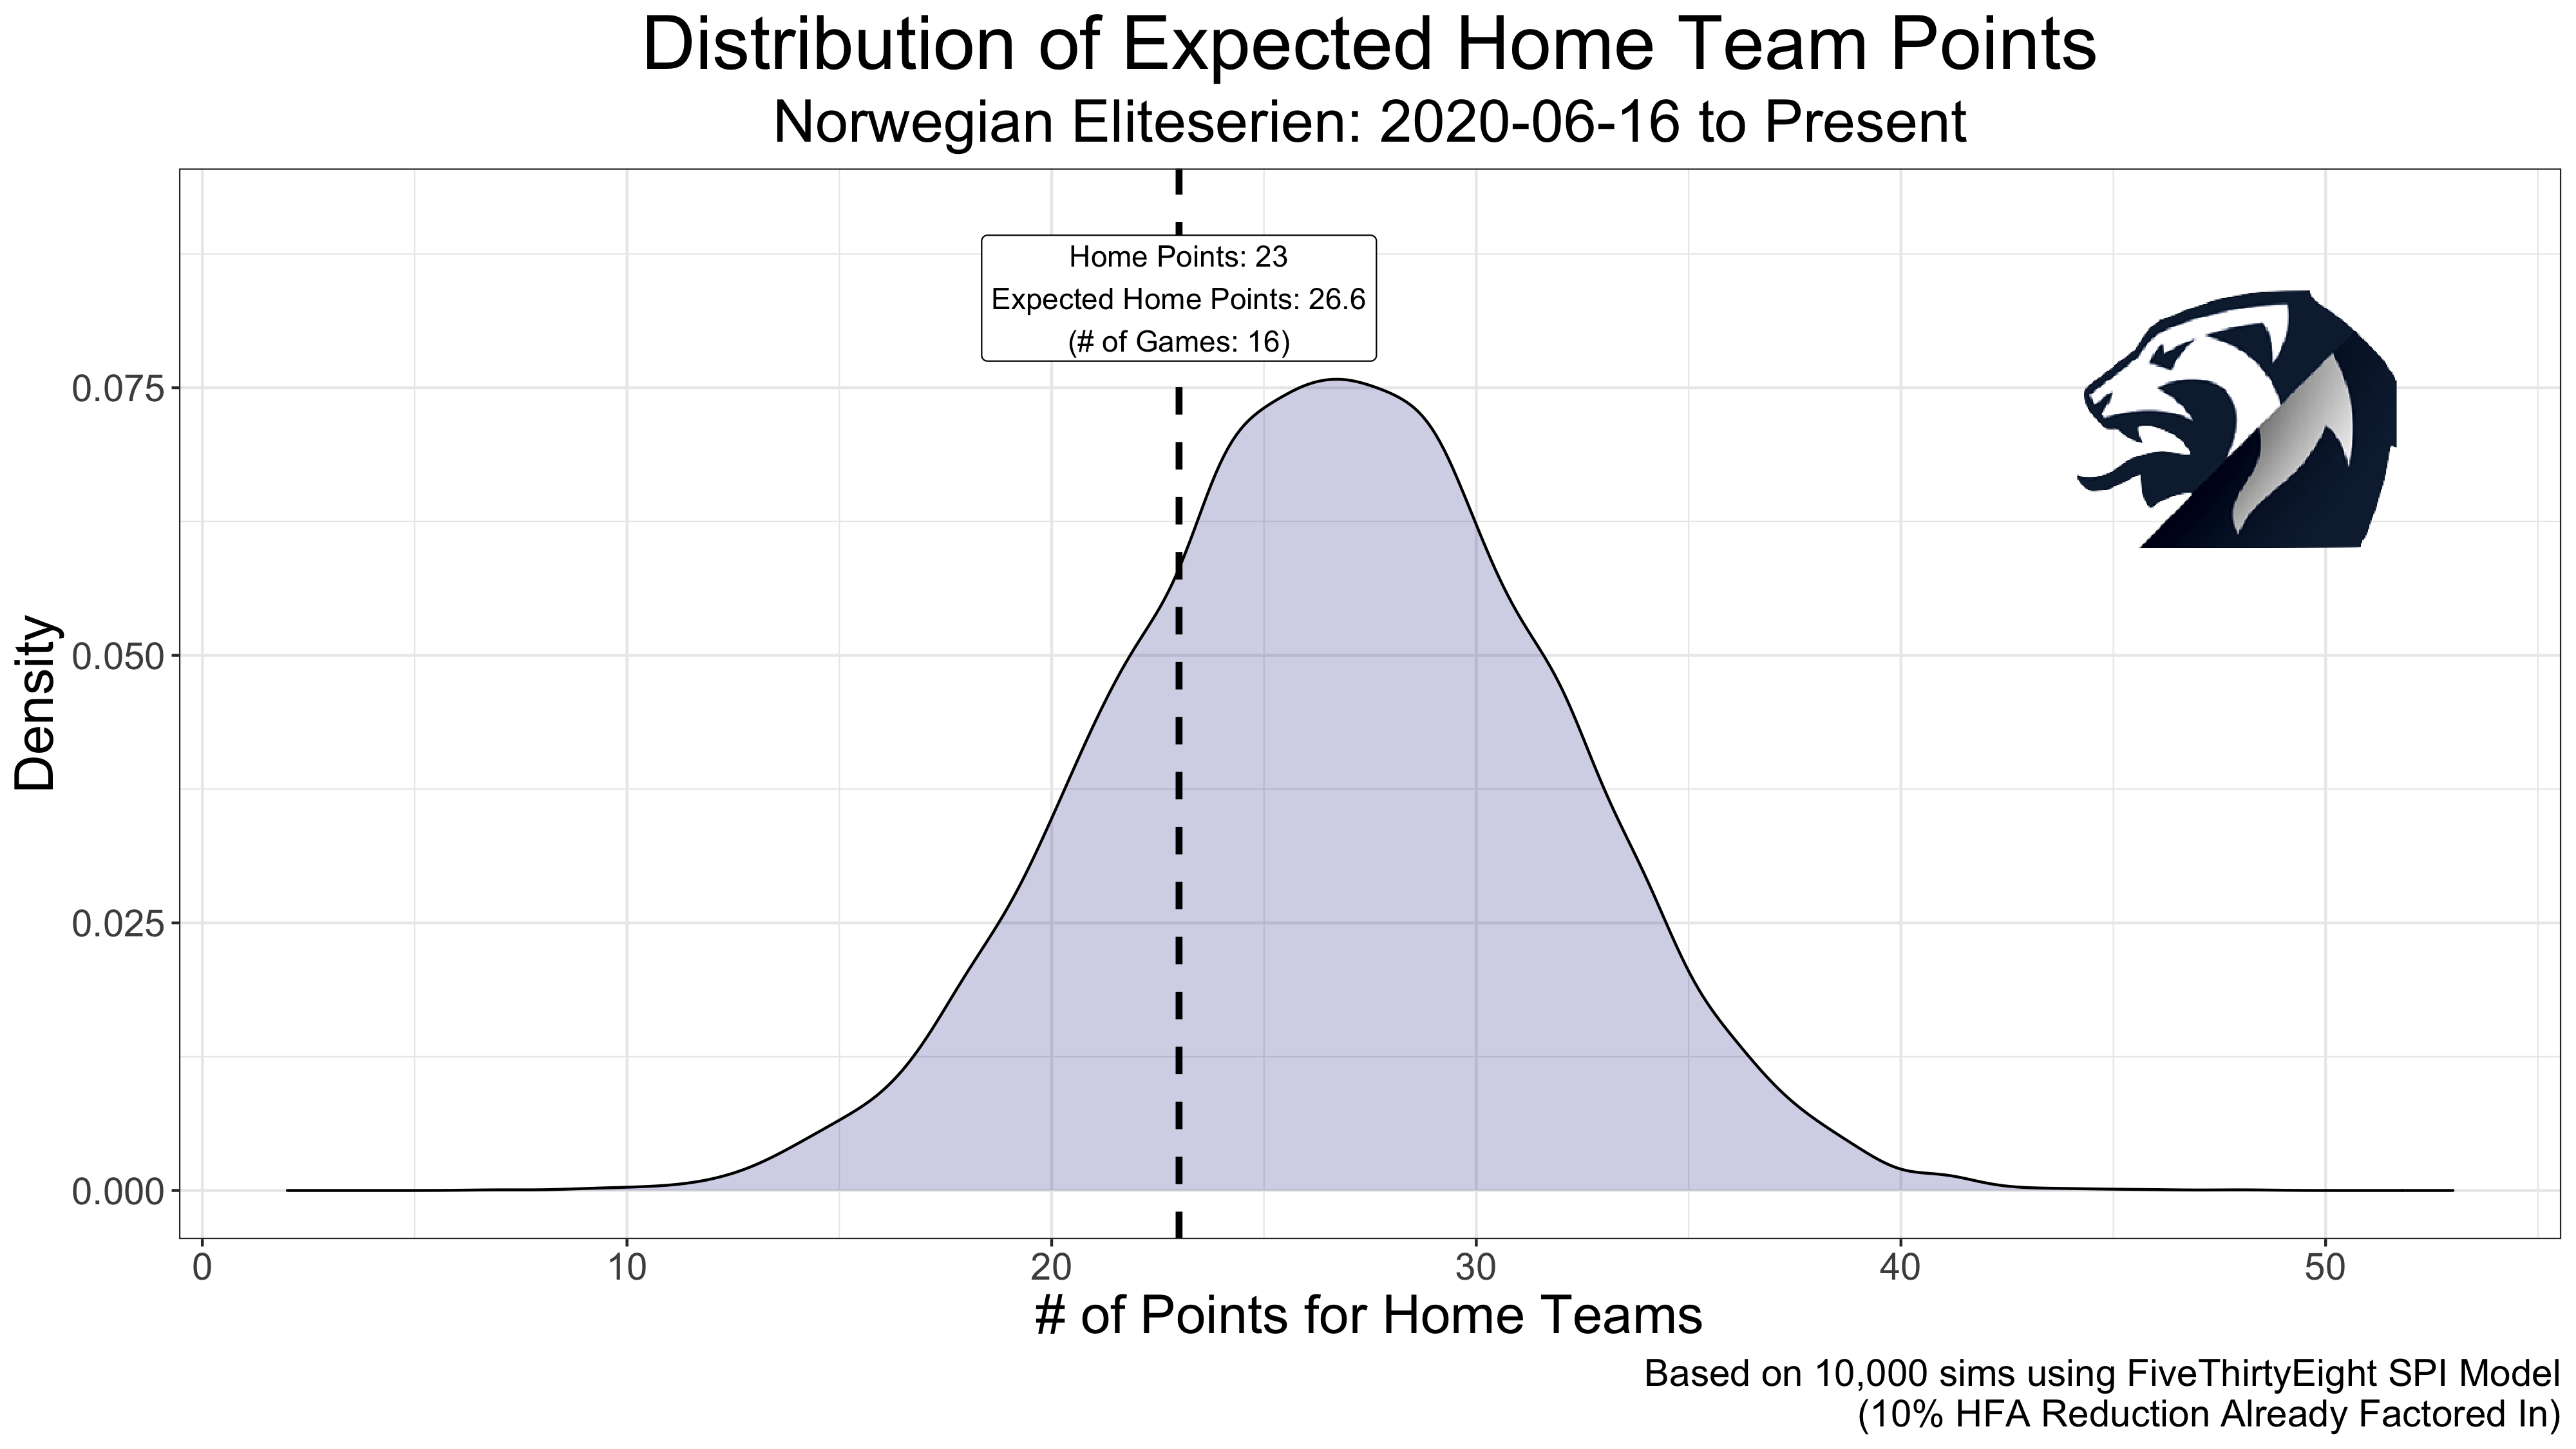 Distribution of Expected Home Team Points
Norwegian Eliteserien: 2020-06-16 to Present
Home Points: 23
Expected Home Points: 26.6
(# of Games: 16)
0.075
0.050
0.025
0.000
Density
0 10 20 30 40 50
# of Points for Home Teams
Based on 10,000 sims using FiveThirtyEight SPI Model
(10% HFA Reduction Already Factored In)